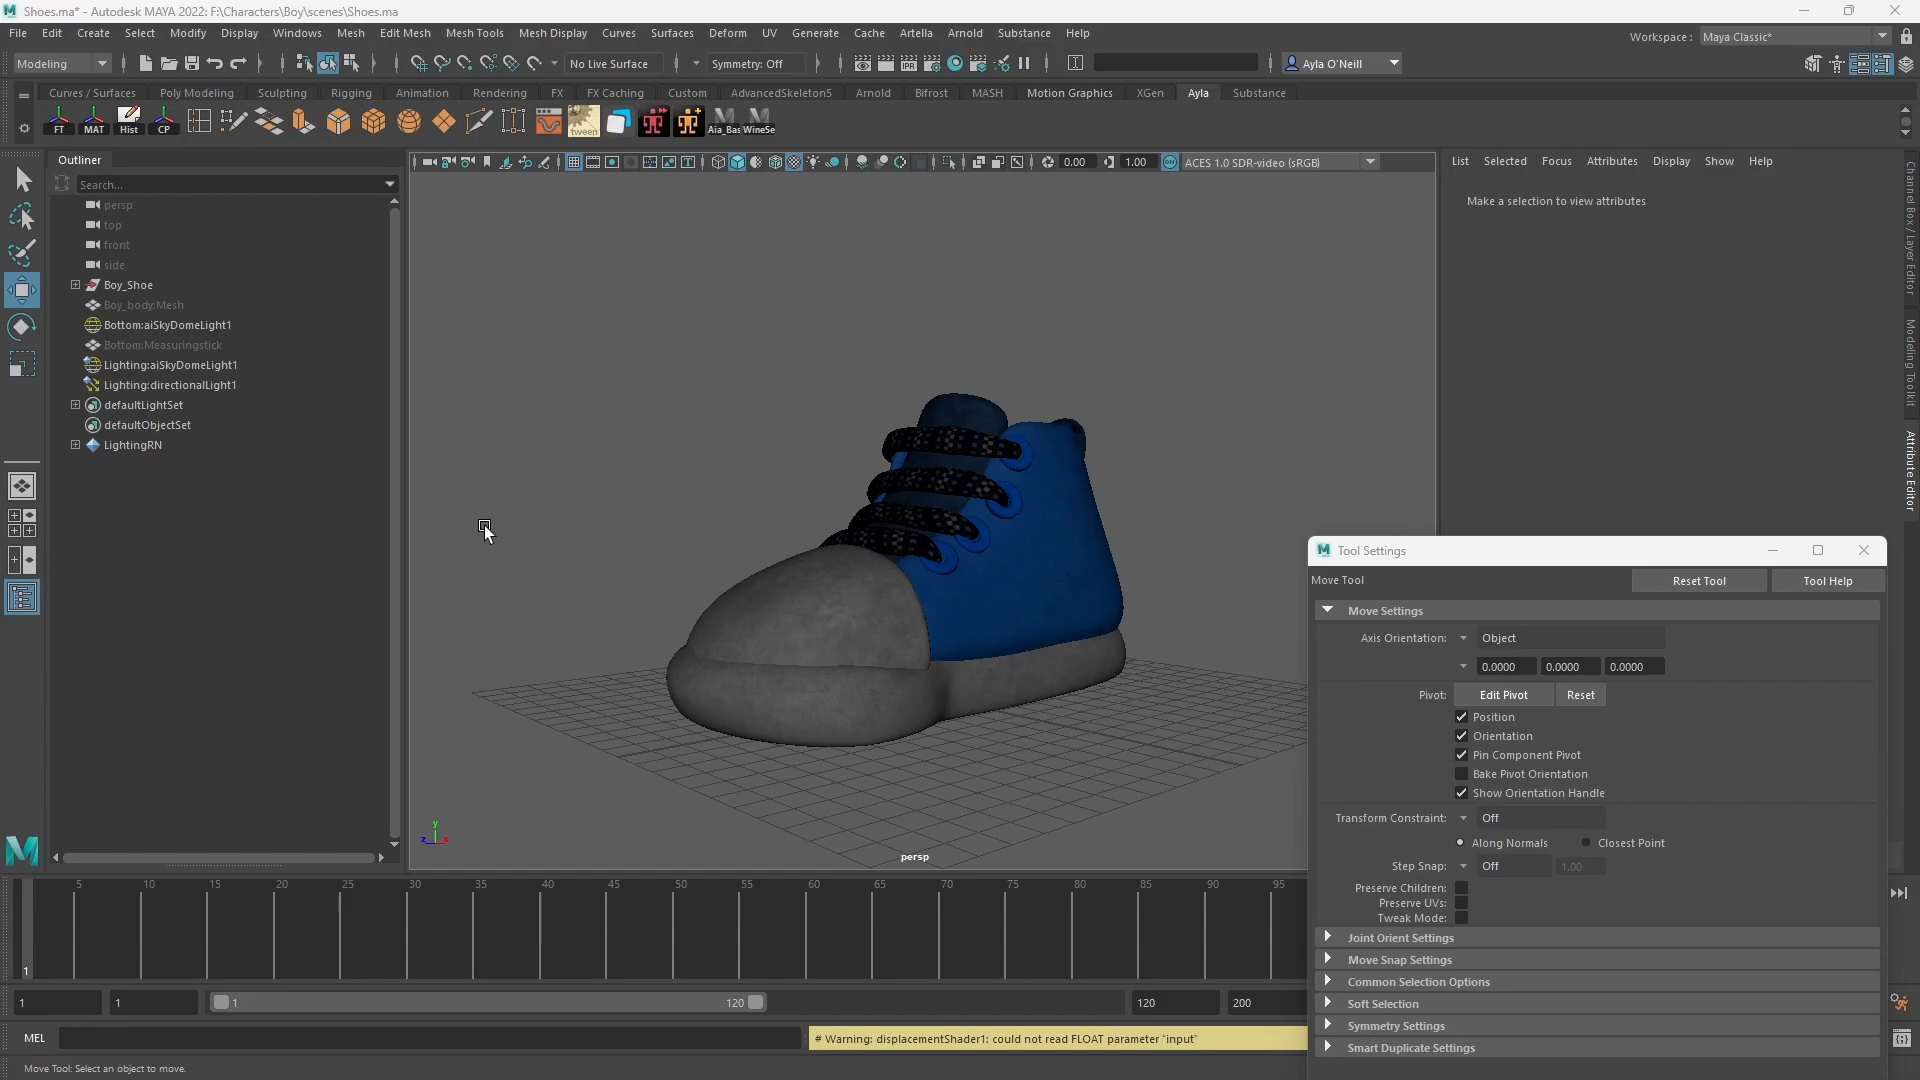 Shoes.ma* - Autodesk MAYA 2022: F:\Characters\Boy\scenes\Shoes.ma
File Edit Create Select Modify Display Windows Mesh Edit Mesh Mesh Tools Mesh Display Curves Surfaces Deform UV Generate Cache Artella Arnold Substance Help
Workspace : Maya Classic*
Modeling No Live Surface Symmetry: Off Ayla O'Neill
Curves / Surfaces Poly Modeling Sculpting Rigging Animation Rendering FX FX Caching Custom AdvancedSkeleton5 Arnold Bifrost MASH Motion Graphics XGen Ayla Substance
FT MAT Hist CP tween Aia_Bas WineSe
Outliner
Search...
0.00 1.00 ON ACES 1.0 SDR-video (sRGB)
List Selected Focus Attributes Display Show Help
Make a selection to view attributes
persp
top
front
side
Boy_Shoe
Boy_body:Mesh
Bottom:aiSkyDomeLight1
Bottom:Measuringstick
Lighting:aiSkyDomeLight1
Lighting:directionalLight1
defaultLightSet
defaultObjectSet
LightingRN
Channel Box / Layer Editor
Modeling Toolkit
Attribute Editor
y
z x
persp
Tool Settings
Move Tool Reset Tool Tool Help
Move Settings
Axis Orientation: Object
0.0000 0.0000 0.0000
Pivot: Edit Pivot Reset
Position
Orientation
Pin Component Pivot
Bake Pivot Orientation
Show Orientation Handle
Transform Constraint: Off
Along Normals Closest Point
Step Snap: Off 1.00
Preserve Children:
Preserve UVs:
Tweak Mode:
Joint Orient Settings
Move Snap Settings
Common Selection Options
Soft Selection
Symmetry Settings
Smart Duplicate Settings
5 10 15 20 25 30 35 40 45 50 55 60 65 70 75 80 85 90 95
1
1 1 1 120 120 200
MEL # Warning: displacementShader1: could not read FLOAT parameter "input"
Move Tool: Select an object to move.